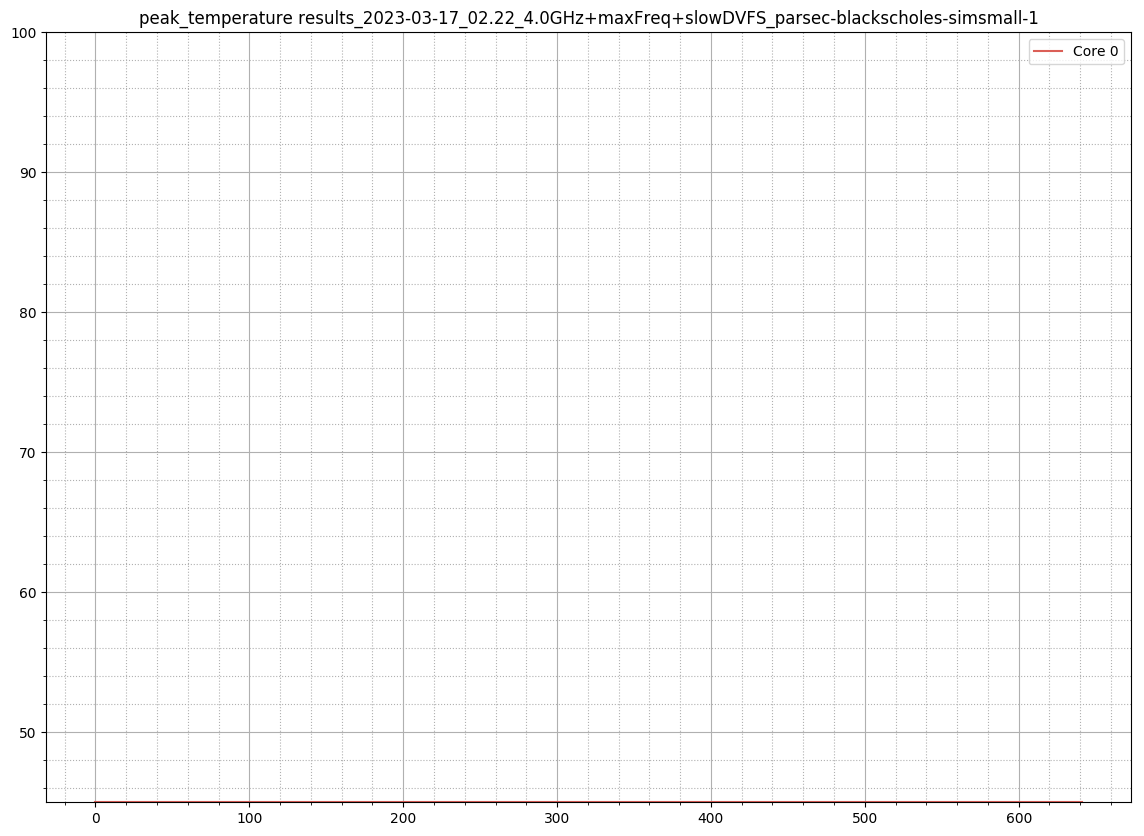 peak_temperature results_2023-03-17_02.22_4.0GHz+maxFreq+slowDVFS_parsec-blackscholes-simsmall-1
100
Core 0
90
80
70
60
50
0 100 200 300 400 500 600